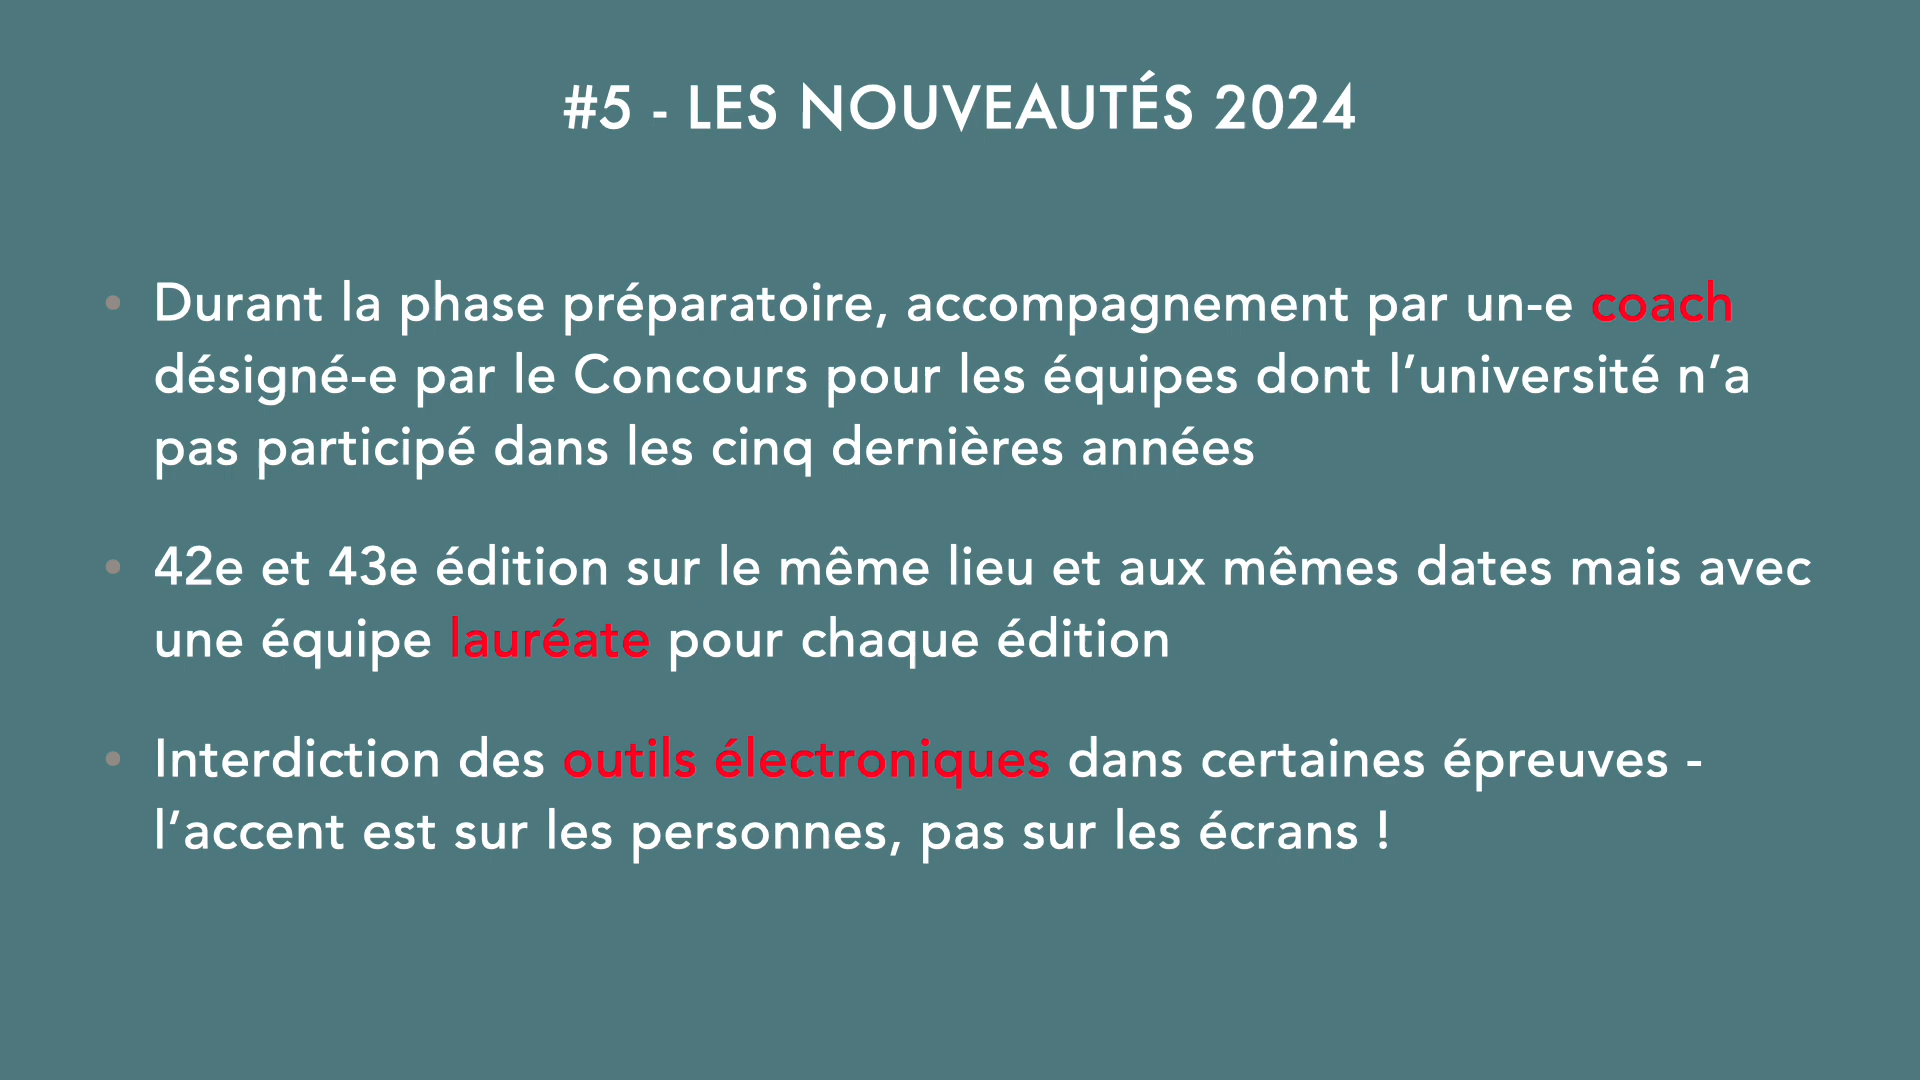 #5 - LES NOUVEAUTÉS 2024
• Durant la phase préparatoire, accompagnement par un-e coach
désigné-e par le Concours pour les équipes dont l’université n’a
pas participé dans les cinq dernières années
• 42e et 43e édition sur le même lieu et aux mêmes dates mais avec
une équipe lauréate pour chaque édition
• Interdiction des outils électroniques dans certaines épreuves -
l’accent est sur les personnes, pas sur les écrans !